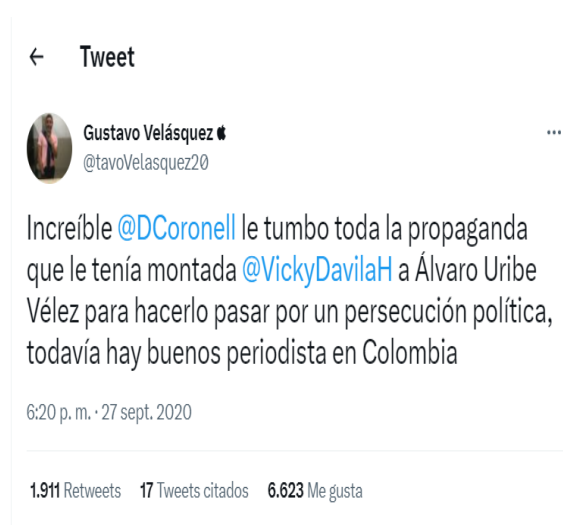 ← Tweet
Gustavo Velásquez 
@tavoVelasquez20
Increíble @DCoronell le tumbo toda la propaganda
que le tenía montada @VickyDavilaH a Álvaro Uribe
Vélez para hacerlo pasar por un persecución política,
todavía hay buenos periodista en Colombia
6:20 p. m. · 27 sept. 2020
1.911 Retweets 17 Tweets citados 6.623 Me gusta